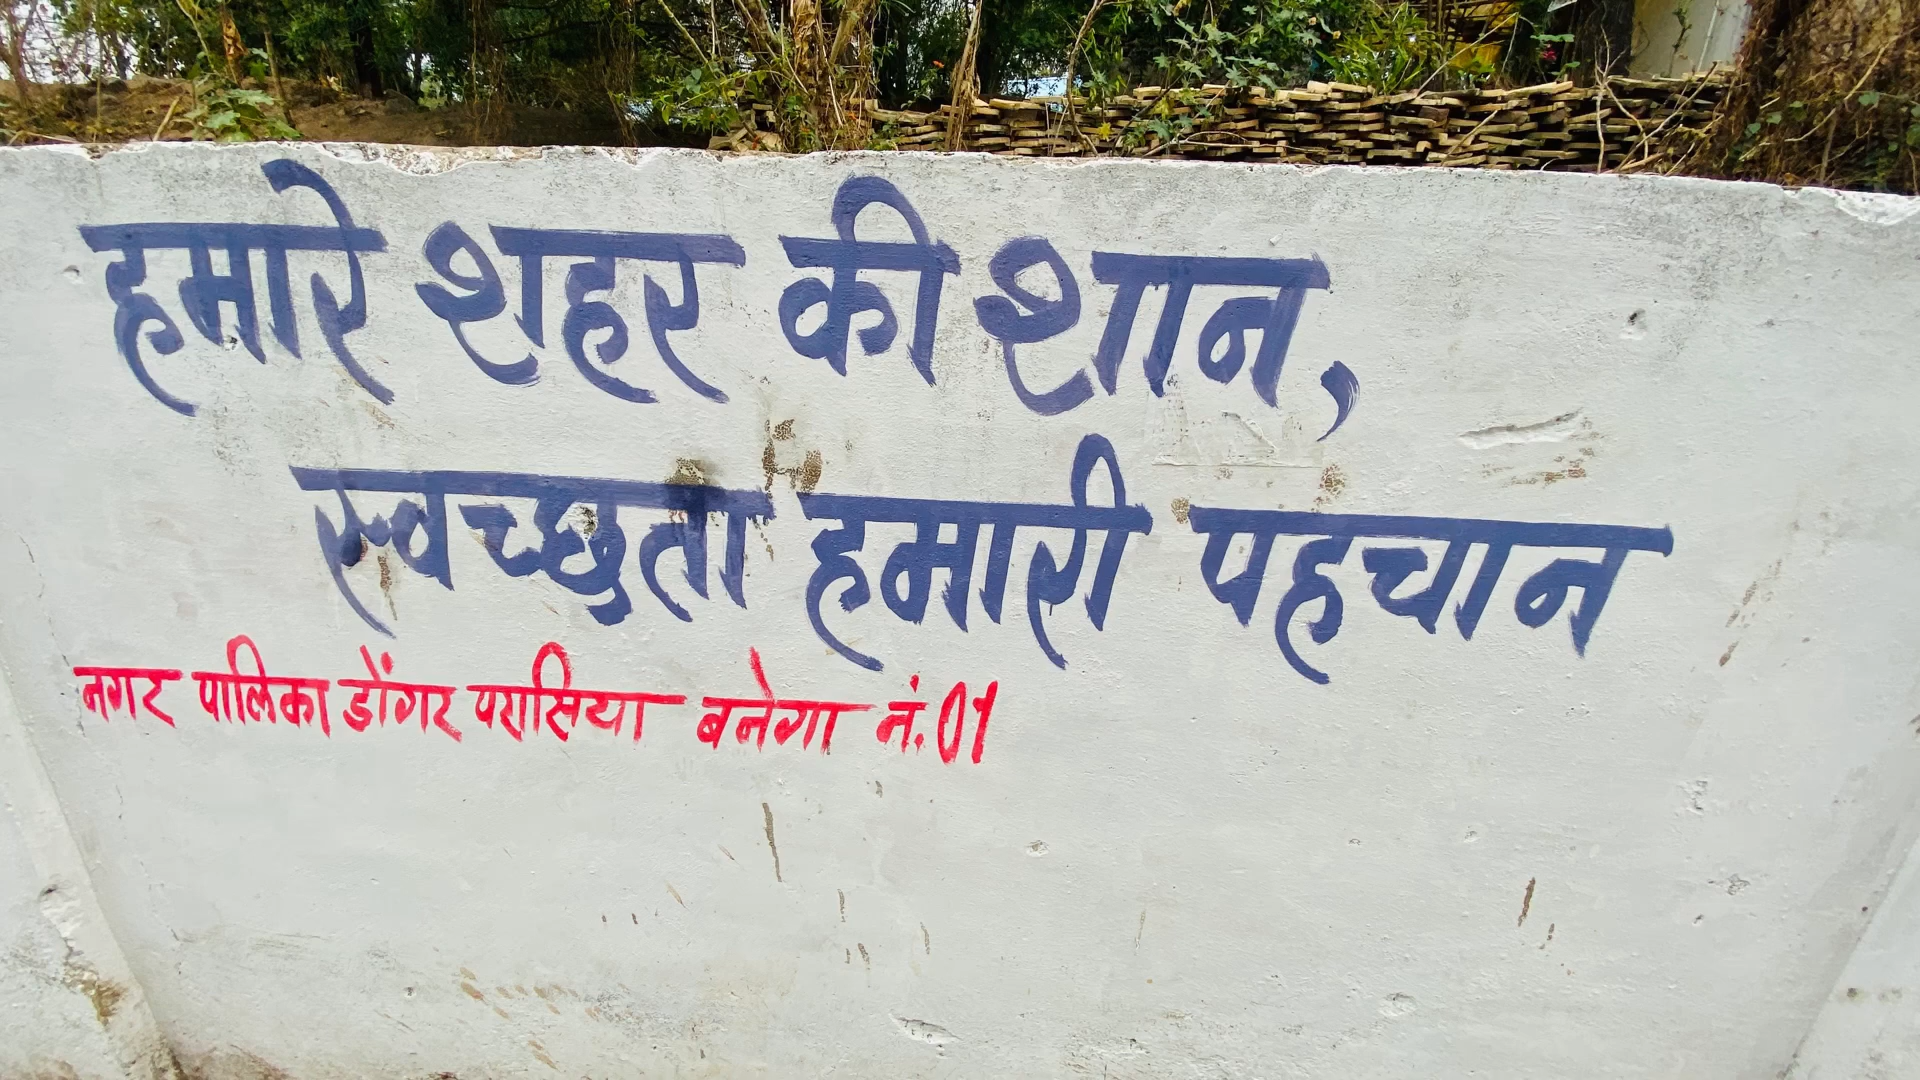 हमारे शहर की शान,
स्वच्छता हमारी पहचान
नगर पालिका डोंगर परासिया बनेगा नं.01